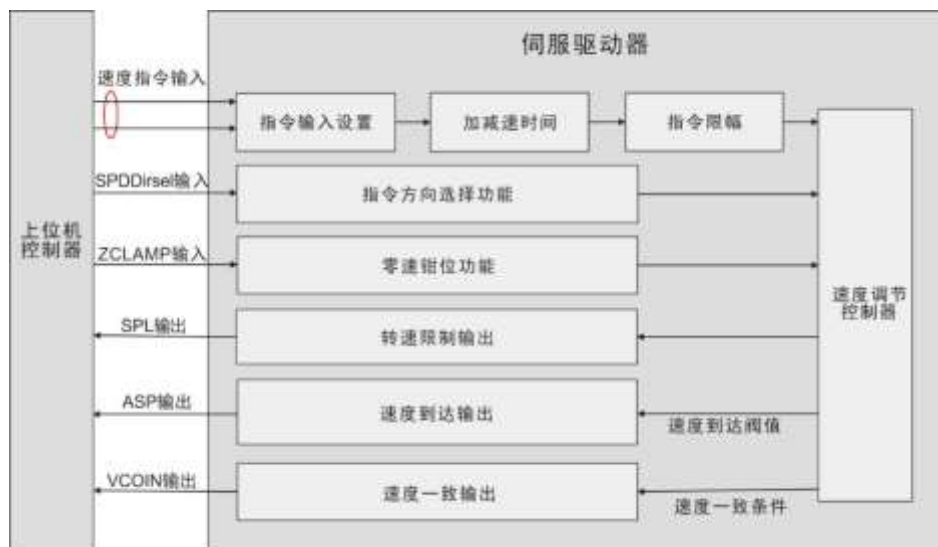 伺服驱动器
速度指令输入
指令输入设置
加减速时间
指令限幅
SPDDirsel输入
指令方向选择功能
上位机
控制器
ZCLAMP输入
零速钳位功能
速度调节
控制器
SPL输出
转速限制输出
ASP输出
速度到达输出
速度到达阀值
VCOIN输出
速度一致输出
速度一致条件